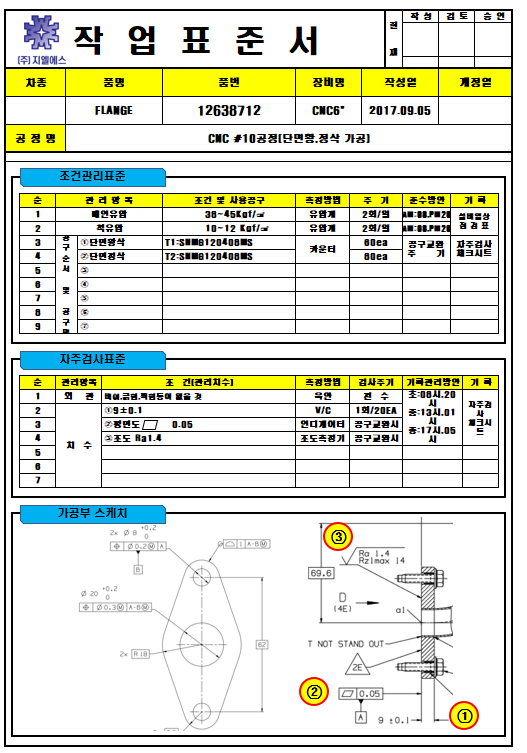 (주)지엘에스
작 업 표 준 서
결 재
작 성 검 토 승 인
차종 품명 품번 장비명 작성일 개정일
FLANGE 12638712 CNC6" 2017.09.05
공 정 명 CNC #10공정[단면황,정삭 가공]
조건관리표준
순 관 리 항 목 조건 및 사용공구 측정방법 주 기 준수방안 기 록
1 메인유압 38~45Kgf/㎠ 유압계 2회/일 AM:08,PM20 설비일상 점 검 표
2 척유압 10~12 Kgf/㎠ 유압계 2회/일 AM:08,PM20
3 공구순서 및 공구명 ①단면황삭 T1:SNMG120408MS 카운터 60ea 공구교환 주 기 자주검사 체크시트
4 ②단면정삭 T2:SNMG120408MS 80ea
5 ③
6 ④
7 ⑤
8 ⑥
9 ⑦
자주검사표준
순 관리항목 조 건(관리치수) 측정방법 검사주기 기록관리방안 기 록
1 외 관 버어,긁힘,찍힘등이 없을 것 육안 전 수 초:08시,20시
2 치 수 ①9±0.1 V/C 1회/20EA 중:13시,01시 자주검사 체크시트
3 ②평면도 0.05 인디게이터 공구교환시 종:17시,05시
4 ③조도 Ra1.4 조도측정기 공구교환시
5
6
7
가공부 스케치
2x Ø 8 +0.2 0
Ø0.2Ⓜ A
B
1 A-BⓂ
Ø 20 +0.2 0
Ø0.3Ⓜ A-BⓂ
2x R18
62
③
Ra 1.4
Rz1max 14
69.6
D
(4E)
a1
T NOT STAND OUT
2E
②
0.05
A
9 ±0.1
①